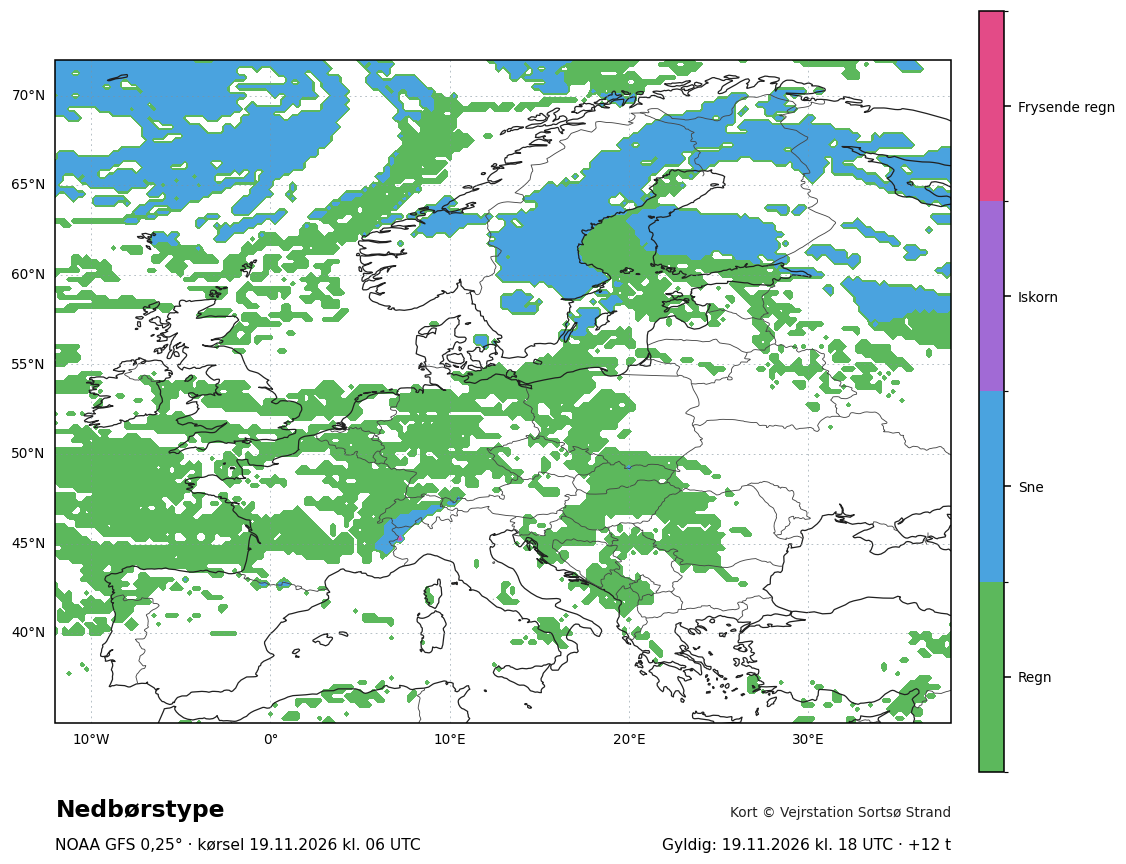 70°N
65°N
60°N
55°N
50°N
45°N
40°N
10°W
0°
10°E
20°E
30°E
Frysende regn
Iskorn
Sne
Regn
Nedbørstype
Kort © Vejrstation Sortsø Strand
NOAA GFS 0,25° · kørsel 19.11.2026 kl. 06 UTC
Gyldig: 19.11.2026 kl. 18 UTC · +12 t